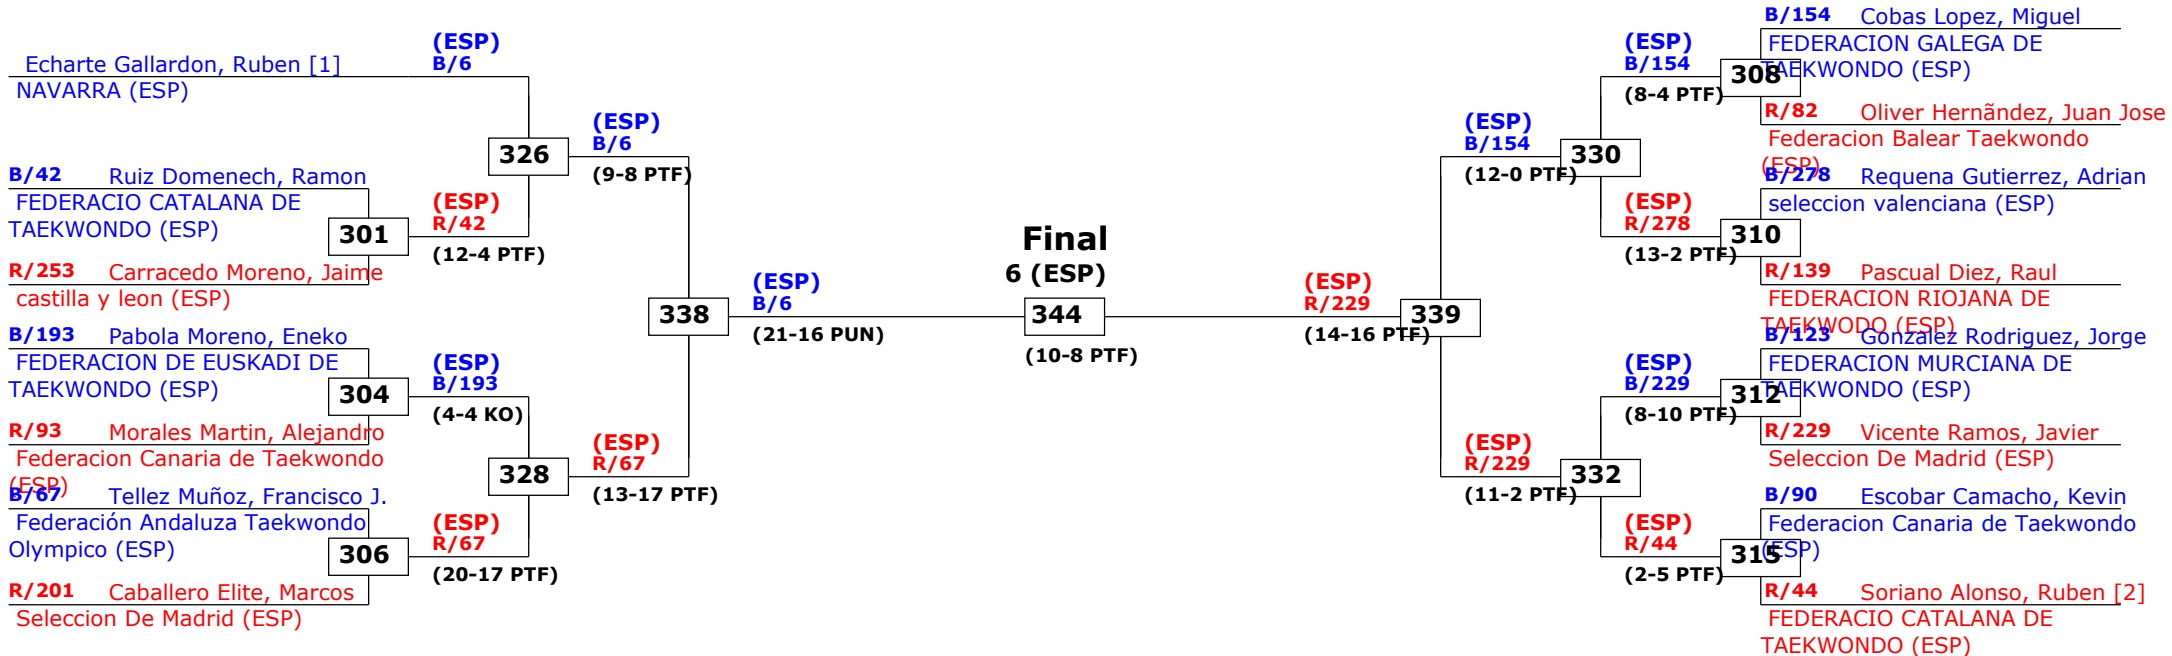 Echarte Gallardon, Ruben [1]
NAVARRA (ESP)
(ESP)
B/6
326
(ESP)
B/6
(9-8 PTF)
B/42 Ruiz Domenech, Ramon
FEDERACIO CATALANA DE
TAEKWONDO (ESP)
301
(ESP)
R/42
(12-4 PTF)
R/253 Carracedo Moreno, Jaime
castilla y leon (ESP)
338
(ESP)
B/6
(21-16 PUN)
B/193 Pabola Moreno, Eneko
FEDERACION DE EUSKADI DE
TAEKWONDO (ESP)
304
(ESP)
B/193
(4-4 KO)
R/93 Morales Martin, Alejandro
Federacion Canaria de Taekwondo
(ESP)
328
(ESP)
R/67
(13-17 PTF)
B/67 Tellez Muñoz, Francisco J.
Federación Andaluza Taekwondo
Olympico (ESP)
306
(ESP)
R/67
(20-17 PTF)
R/201 Caballero Elite, Marcos
Seleccion De Madrid (ESP)
Final
6 (ESP)
344
(10-8 PTF)
(ESP)
R/229
(14-16 PTF)
339
(ESP)
B/154
(12-0 PTF)
330
(ESP)
B/154
(8-4 PTF)
308
B/154 Cobas Lopez, Miguel
FEDERACION GALEGA DE
TAEKWONDO (ESP)
R/82 Oliver Hernãndez, Juan Jose
Federacion Balear Taekwondo
(ESP)
(ESP)
R/278
(13-2 PTF)
310
B/278 Requena Gutierrez, Adrian
seleccion valenciana (ESP)
R/139 Pascual Diez, Raul
FEDERACION RIOJANA DE
TAEKWODO (ESP)
(ESP)
R/229
(11-2 PTF)
332
(ESP)
B/229
(8-10 PTF)
312
B/123 Gonzalez Rodriguez, Jorge
FEDERACION MURCIANA DE
TAEKWONDO (ESP)
R/229 Vicente Ramos, Javier
Seleccion De Madrid (ESP)
(ESP)
R/44
(2-5 PTF)
315
B/90 Escobar Camacho, Kevin
Federacion Canaria de Taekwondo
(ESP)
R/44 Soriano Alonso, Ruben [2]
FEDERACIO CATALANA DE
TAEKWONDO (ESP)